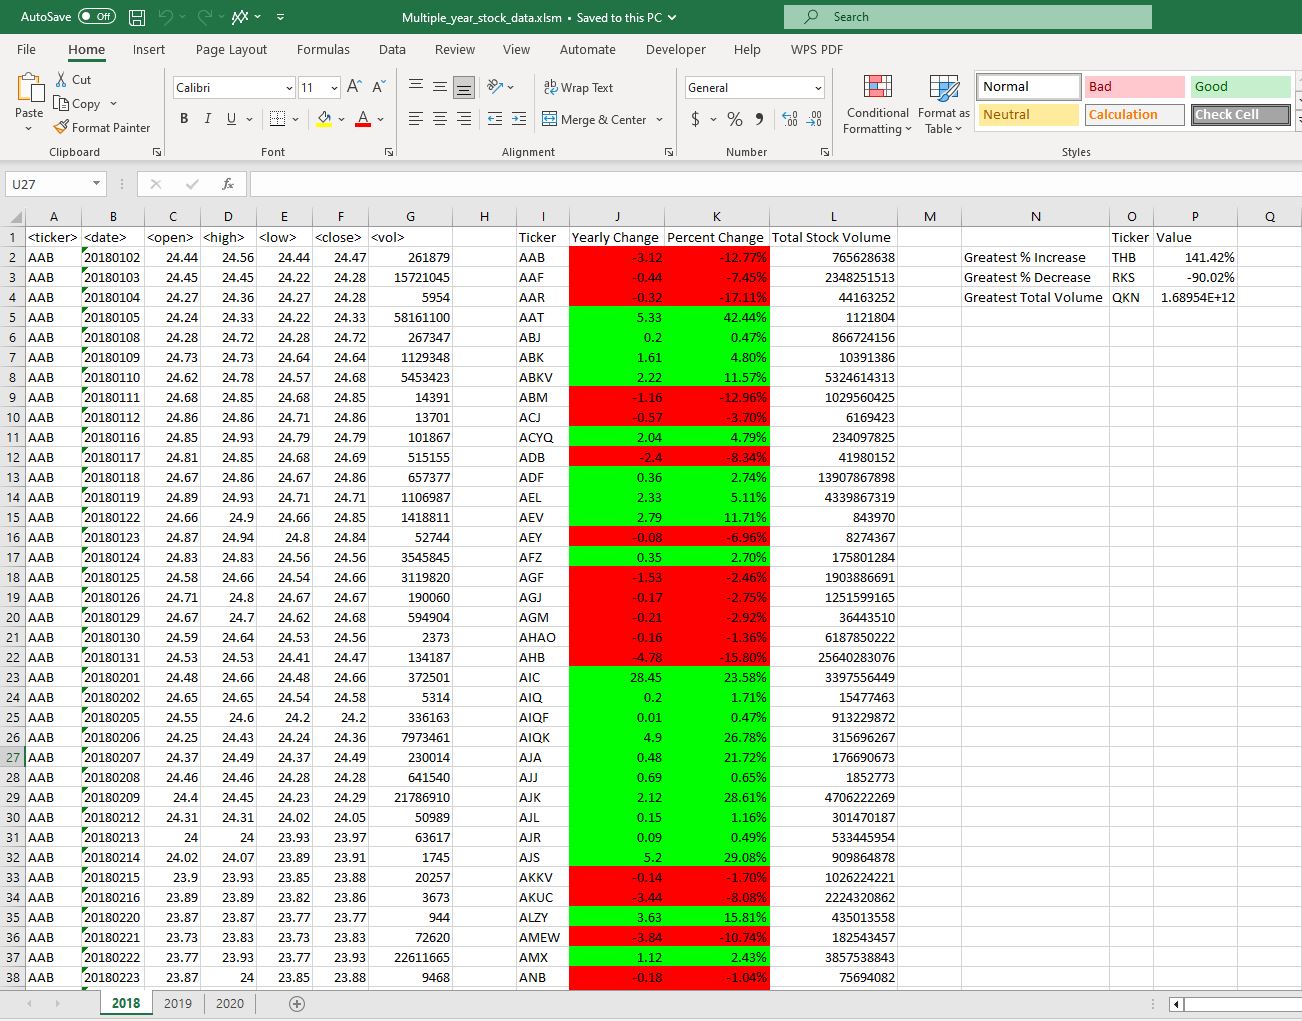 AutoSave Off Multiple_year_stock_data.xlsm • Saved to this PC Search
File Home Insert Page Layout Formulas Data Review View Automate Developer Help WPS PDF
Paste
Cut
Copy
Format Painter
Clipboard
Calibri 11
B I U
Font
Wrap Text
Merge & Center
Alignment
General
$ % 9
Number
Conditional Formatting
Format as Table
Normal Bad Good
Neutral Calculation Check Cell
Styles
U27 fx
A B C D E F G H I J K L M N O P Q
1 <ticker> <date> <open> <high> <low> <close> <vol> Ticker Yearly Change Percent Change Total Stock Volume Ticker Value
2 AAB 20180102 24.44 24.56 24.44 24.47 261879 AAB -3.12 -12.77% 765628638 Greatest % Increase THB 141.42%
3 AAB 20180103 24.45 24.45 24.22 24.28 15721045 AAF -0.44 -7.45% 2348251513 Greatest % Decrease RKS -90.02%
4 AAB 20180104 24.27 24.36 24.27 24.28 5954 AAR -0.32 -17.11% 44163252 Greatest Total Volume QKN 1.68954E+12
5 AAB 20180105 24.24 24.33 24.22 24.33 58161100 AAT 5.33 42.44% 1121804
6 AAB 20180108 24.28 24.72 24.28 24.72 267347 ABJ 0.2 0.47% 866724156
7 AAB 20180109 24.73 24.73 24.64 24.64 1129348 ABK 1.61 4.80% 10391386
8 AAB 20180110 24.62 24.78 24.57 24.68 5453423 ABKV 2.22 11.57% 5324614313
9 AAB 20180111 24.68 24.85 24.68 24.85 14391 ABM -1.16 -12.96% 1029560425
10 AAB 20180112 24.86 24.86 24.71 24.86 13701 ACJ -0.57 -3.70% 6169423
11 AAB 20180116 24.85 24.93 24.79 24.79 101867 ACYQ 2.04 4.79% 234097825
12 AAB 20180117 24.81 24.85 24.68 24.69 515155 ADB -2.4 -8.34% 41980152
13 AAB 20180118 24.67 24.86 24.67 24.86 657377 ADF 0.36 2.74% 13907867898
14 AAB 20180119 24.89 24.93 24.71 24.71 1106987 AEL 2.33 5.11% 4339867319
15 AAB 20180122 24.66 24.9 24.66 24.85 1418811 AEV 2.79 11.71% 843970
16 AAB 20180123 24.87 24.94 24.8 24.84 52744 AEY -0.08 -6.96% 8274367
17 AAB 20180124 24.83 24.83 24.56 24.56 3545845 AFZ 0.35 2.70% 175801284
18 AAB 20180125 24.58 24.66 24.54 24.66 3119820 AGF -1.53 -2.46% 1903886691
19 AAB 20180126 24.71 24.8 24.67 24.67 190060 AGJ -0.17 -2.75% 1251599165
20 AAB 20180129 24.67 24.7 24.62 24.68 594904 AGM -0.21 -2.92% 36443510
21 AAB 20180130 24.59 24.64 24.53 24.56 2373 AHAO -0.16 -1.36% 6187850222
22 AAB 20180131 24.53 24.53 24.41 24.47 134187 AHB -4.78 -15.80% 25640283076
23 AAB 20180201 24.48 24.66 24.48 24.66 372501 AIC 28.45 23.58% 3397556449
24 AAB 20180202 24.65 24.65 24.54 24.58 5314 AIQ 0.2 1.71% 15477463
25 AAB 20180205 24.55 24.6 24.2 24.2 336163 AIQF 0.01 0.47% 913229872
26 AAB 20180206 24.25 24.43 24.24 24.36 7973461 AIQK 4.9 26.78% 315696267
27 AAB 20180207 24.37 24.49 24.37 24.49 230014 AJA 0.48 21.72% 176690673
28 AAB 20180208 24.46 24.46 24.28 24.28 641540 AJJ 0.69 0.65% 1852773
29 AAB 20180209 24.4 24.45 24.23 24.29 21786910 AJK 2.12 28.61% 4706222269
30 AAB 20180212 24.31 24.31 24.02 24.05 50989 AJL 0.15 1.16% 301470187
31 AAB 20180213 24 24 23.93 23.97 63617 AJR 0.09 0.49% 533445954
32 AAB 20180214 24.02 24.07 23.89 23.91 1745 AJS 5.2 29.08% 909864878
33 AAB 20180215 23.9 23.93 23.85 23.88 20257 AKKV -0.14 -1.70% 1026224221
34 AAB 20180216 23.89 23.89 23.82 23.86 3673 AKUC -3.44 -8.08% 2224320862
35 AAB 20180220 23.87 23.87 23.77 23.77 944 ALZY 3.63 15.81% 435013558
36 AAB 20180221 23.73 23.83 23.73 23.83 72620 AMEW -3.84 -10.74% 182543457
37 AAB 20180222 23.77 23.93 23.77 23.93 22611665 AMX 1.12 2.43% 3857538843
38 AAB 20180223 23.87 24 23.85 23.88 9468 ANB -0.18 -1.04% 75694082
2018 2019 2020